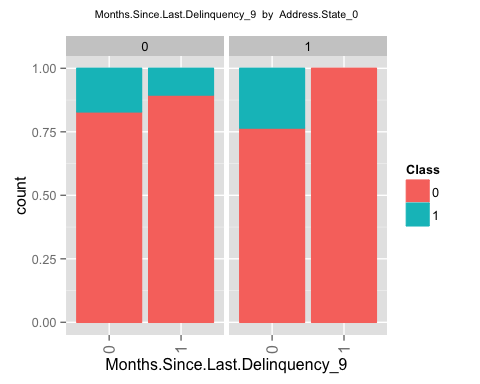 Months.Since.Last.Delinquency_9 by Address.State_0
0 1
1.00
0.75
0.50
0.25
0.00
count
0 1 0 1
Months.Since.Last.Delinquency_9
Class
0
1